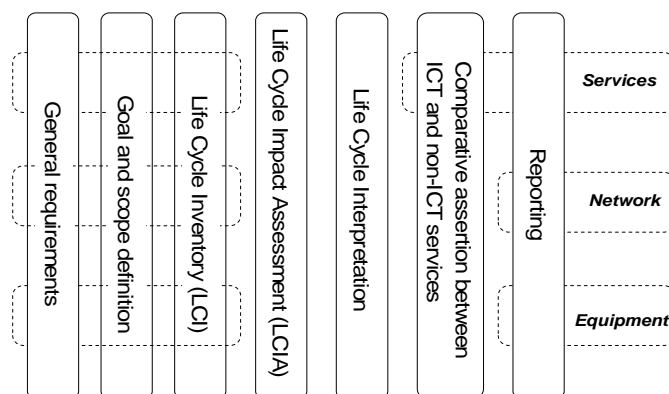 General requirements
Goal and scope definition
Life Cycle Inventory (LCI)
Life Cycle Impact Assessment (LCIA)
Life Cycle Interpretation
Comparative assertion between
ICT and non-ICT services
Reporting
Services
Network
Equipment